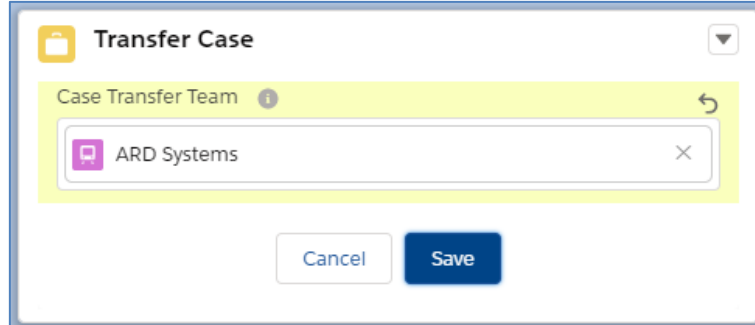 Transfer Case
Case Transfer Team
ARD Systems
Cancel
Save